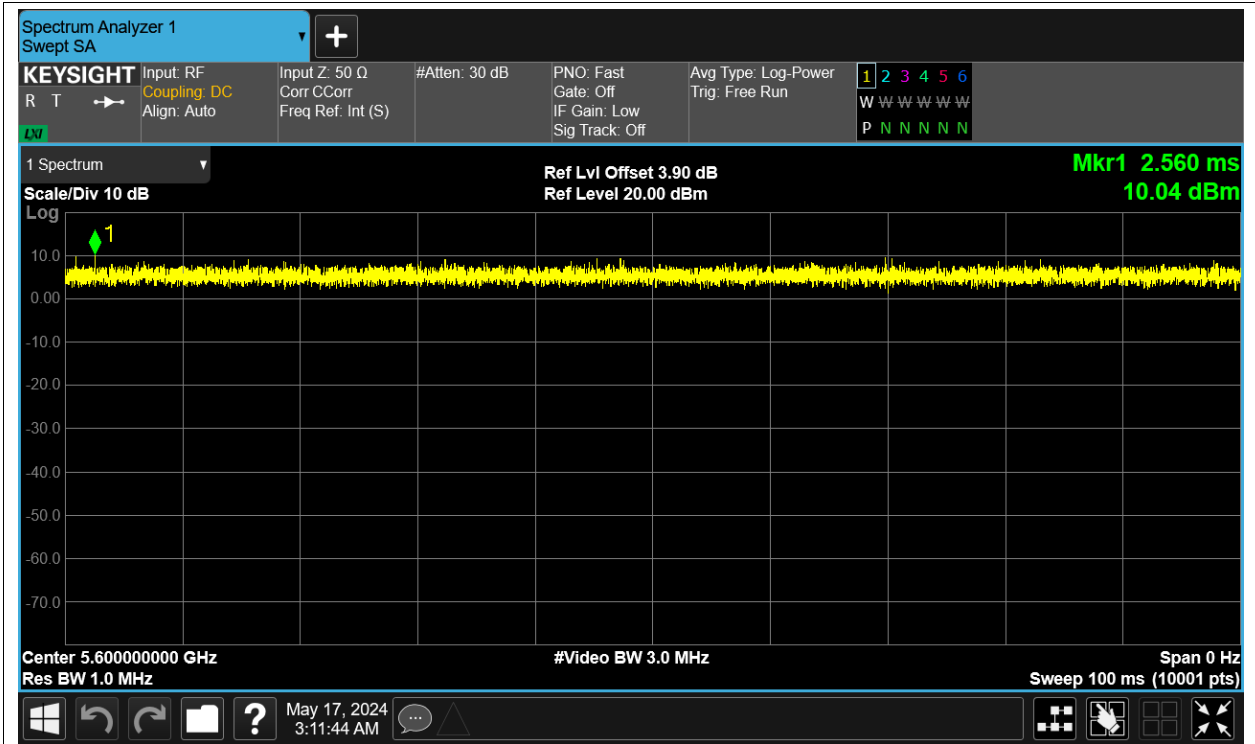 Spectrum Analyzer 1
Swept SA
KEYSIGHT
R T
LXI
Input: RF
Coupling: DC
Align: Auto
Input Z: 50 Ω
Corr CCorr
Freq Ref: Int (S)
#Atten: 30 dB
PNO: Fast
Gate: Off
IF Gain: Low
Sig Track: Off
Avg Type: Log-Power
Trig: Free Run
1 2 3 4 5 6
W W W W W W
P N N N N N
1 Spectrum
Scale/Div 10 dB
Log
Ref Lvl Offset 3.90 dB
Ref Level 20.00 dBm
Mkr1 2.560 ms
10.04 dBm
1
10.0
0.00
-10.0
-20.0
-30.0
-40.0
-50.0
-60.0
-70.0
Center 5.600000000 GHz
Res BW 1.0 MHz
#Video BW 3.0 MHz
Span 0 Hz
Sweep 100 ms (10001 pts)
?
May 17, 2024
3:11:44 AM